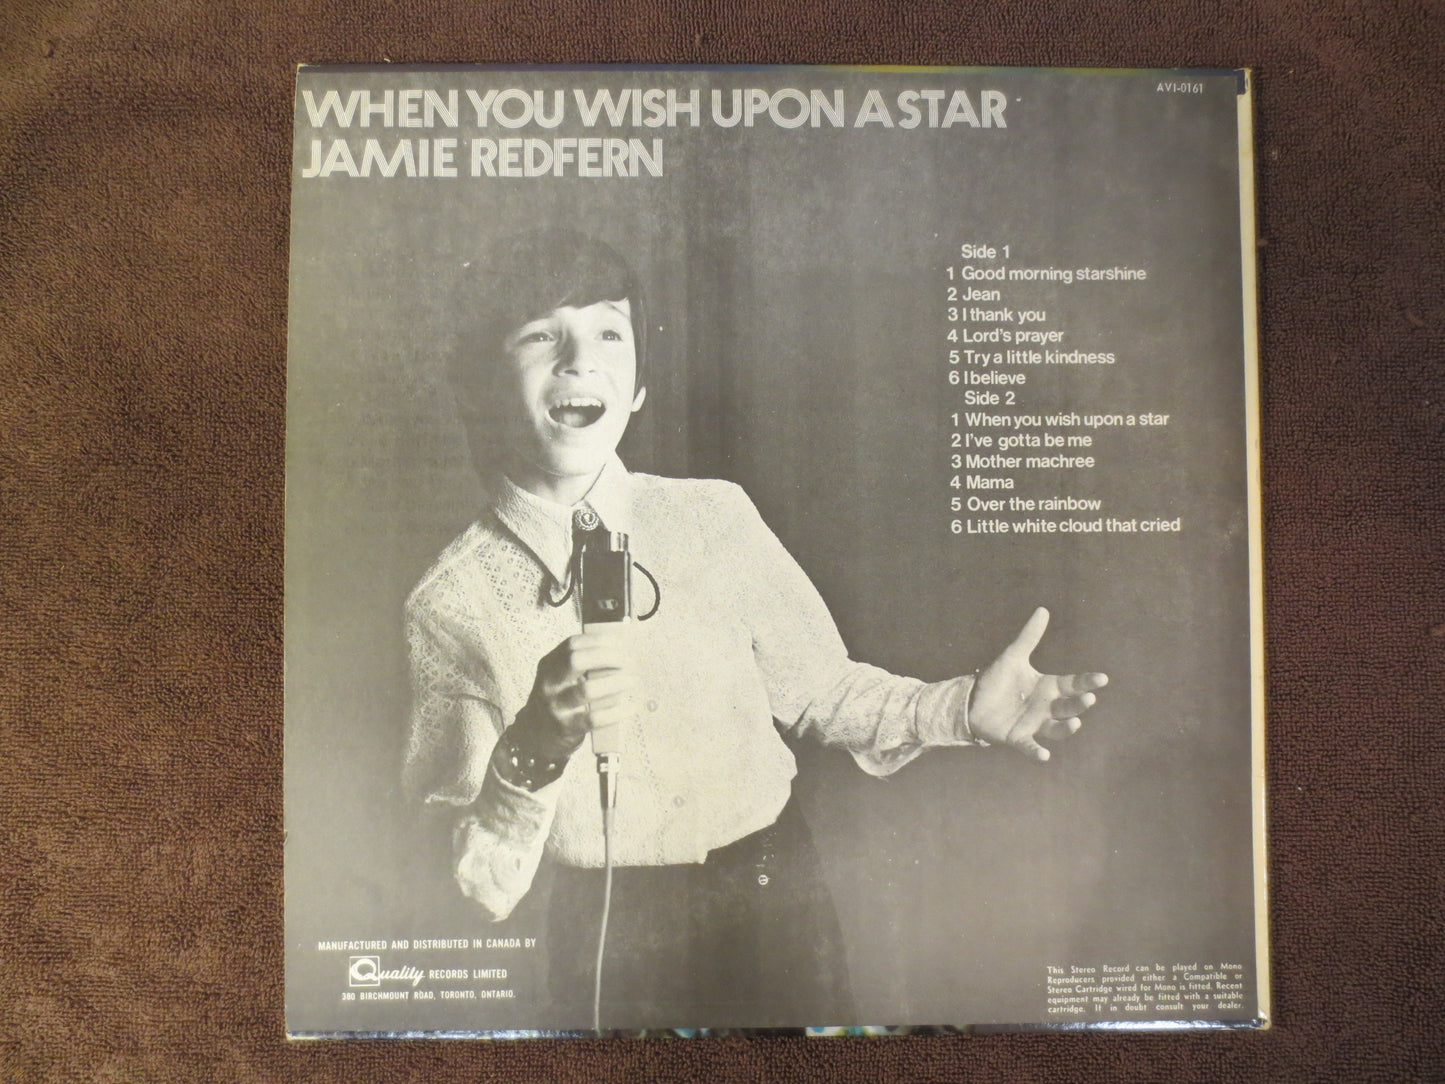 AV1-0161
WHEN YOU WISH UPON A STAR
JAMIE REDFERN
Side 1
1 Good morning starshine
2 Jean
3 I thank you
4 Lord's prayer
5 Try a little kindness
6 I believe
Side 2
1 When you wish upon a star
2 I've gotta be me
3 Mother machree
4 Mama
5 Over the rainbow
6 Little white cloud that cried
MANUFACTURED AND DISTRIBUTED IN CANADA BY
Quality RECORDS LIMITED
380 BIRCHMOUNT ROAD, TORONTO, ONTARIO.
This Stereo Record can be played on Mono
Reproducers provided either a Compatible or
Stereo Cartridge wired for Mono is fitted. Recent
equipment may already be fitted with a suitable
cartridge. If in doubt consult your dealer.